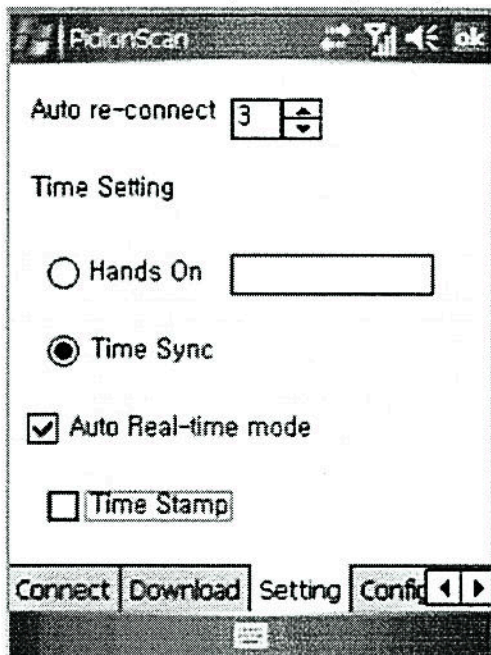 PidionScan
ok
Auto re-connect 3
Time Setting
Hands On
Time Sync
Auto Real-time mode
Time Stamp
Connect Download Setting Config